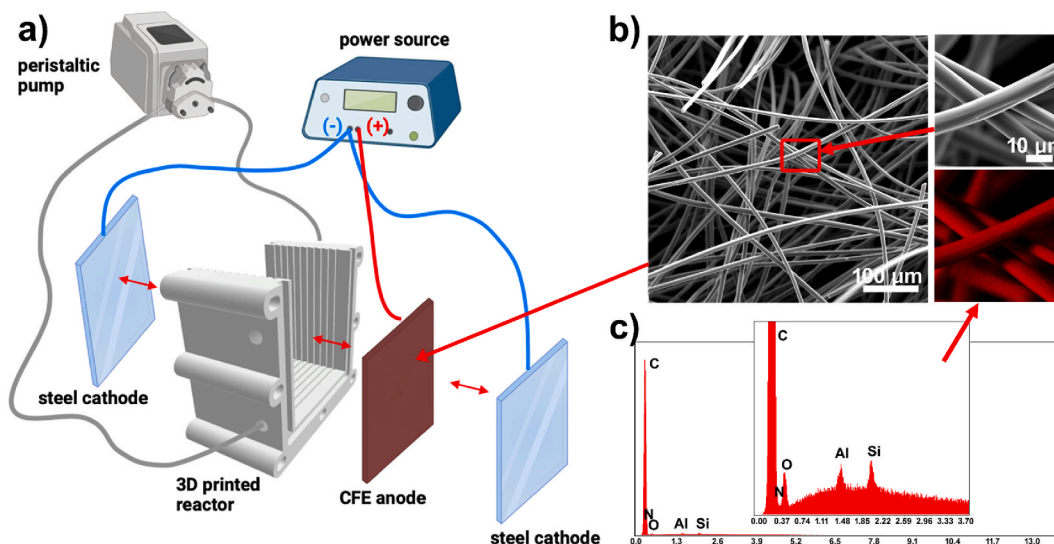 a)
power source
peristaltic
pump
(-) (+)
steel cathode
3D printed
reactor
CFE anode
steel cathode
b)
10 µm
100 µm
c)
C
N
O
Al
Si
0.0 1.3 2.6 3.9 5.2 6.5 7.8 9.1 10.4 11.7 13.0
C
O
N
Al
Si
0.00 0.37 0.74 1.11 1.48 1.85 2.22 2.59 2.96 3.33 3.70